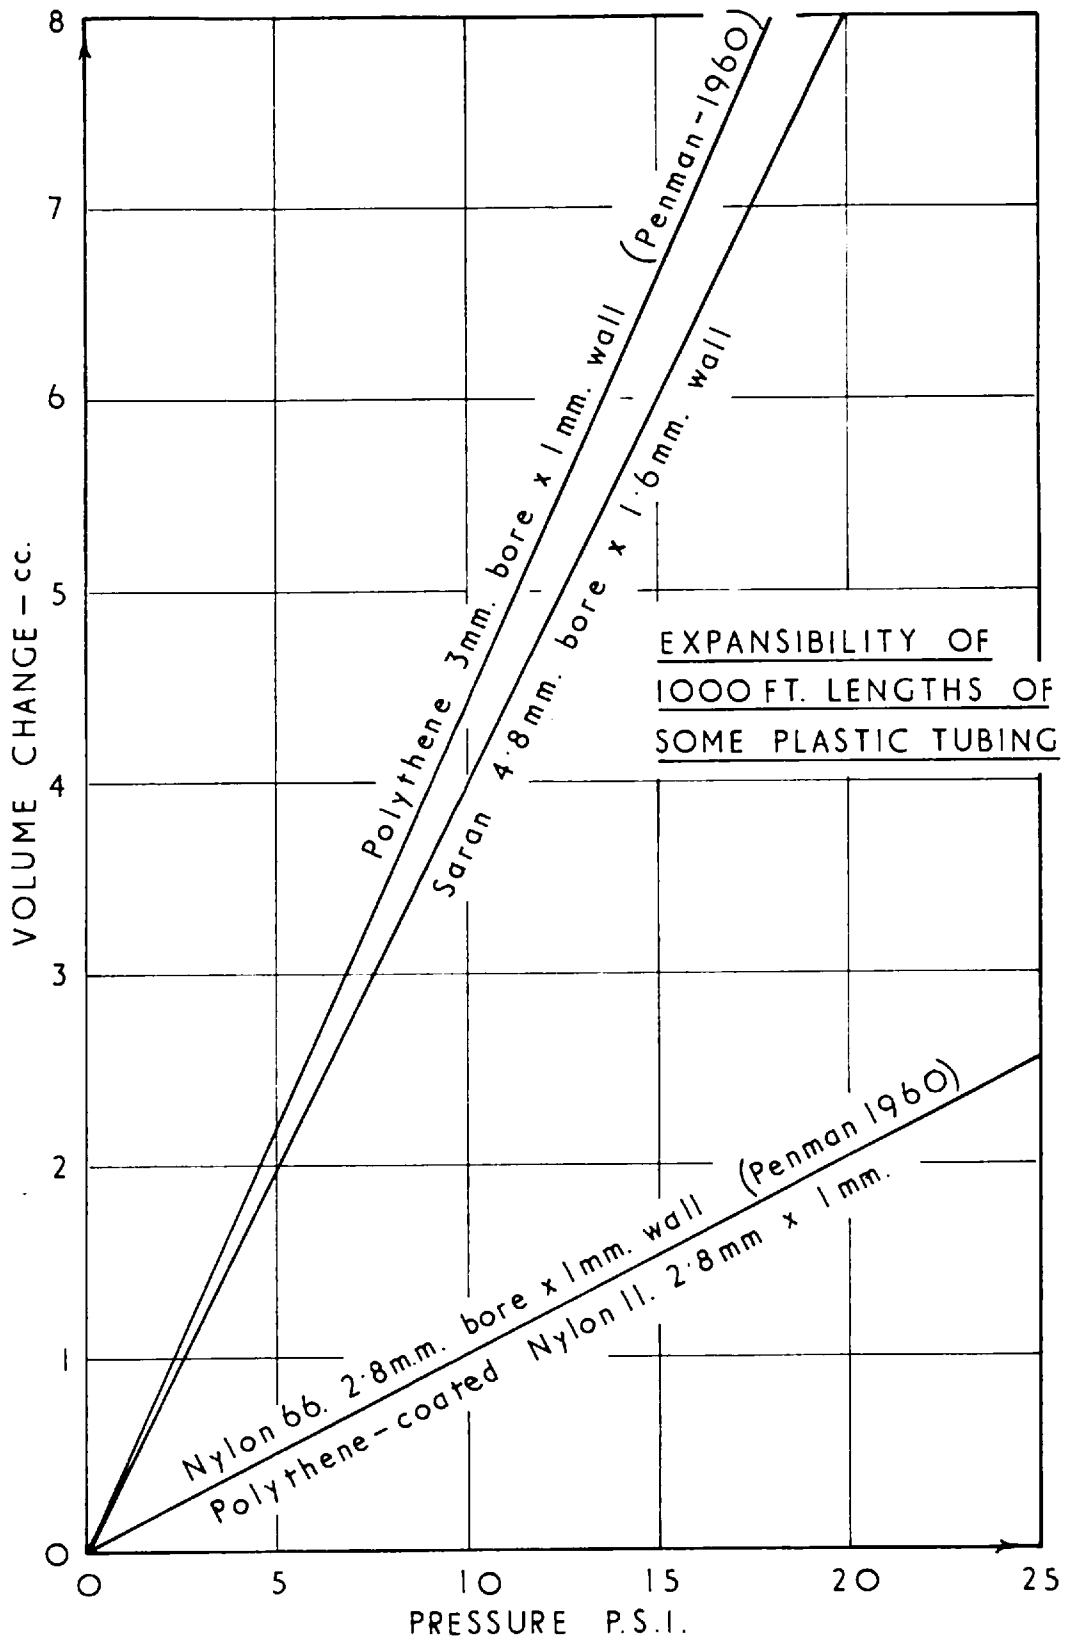 8
7
6
5
4
3
2
1
0
VOLUME CHANGE - cc.
Polythene 3mm. bore x 1mm. wall (Penman-1960)
Saran 4·8mm. bore x 1·6mm. wall
EXPANSIBILITY OF
1000 FT. LENGTHS OF
SOME PLASTIC TUBING
Nylon 66. 2·8m.m. bore x 1mm. wall (Penman 1960)
Polythene-coated Nylon 11. 2·8mm x 1mm.
0 5 10 15 20 25
PRESSURE P.S.I.